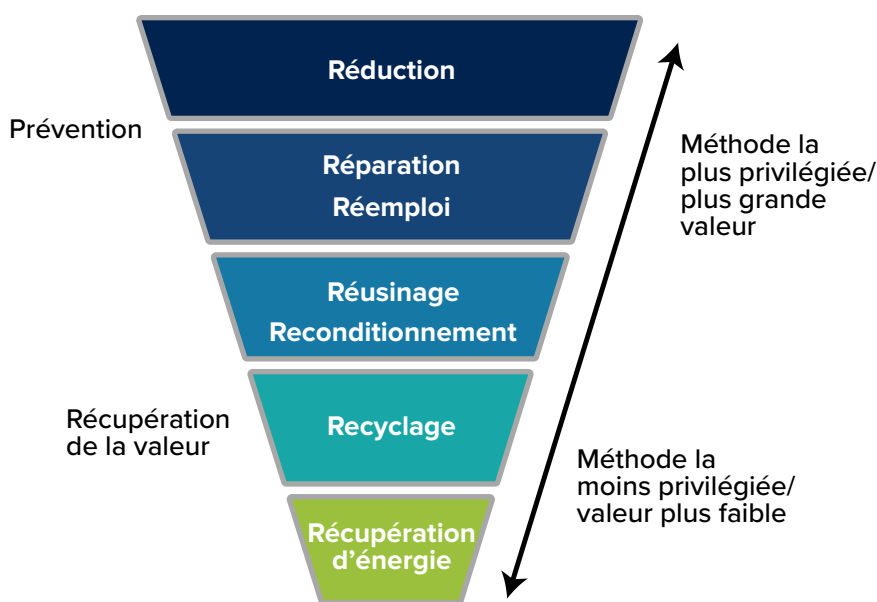 Réduction
Prévention
Réparation
Réemploi
Méthode la
plus privilégiée/
plus grande
valeur
Réusinage
Reconditionnement
Récupération
de la valeur
Recyclage
Méthode la
moins privilégiée/
valeur plus faible
Récupération
d’énergie